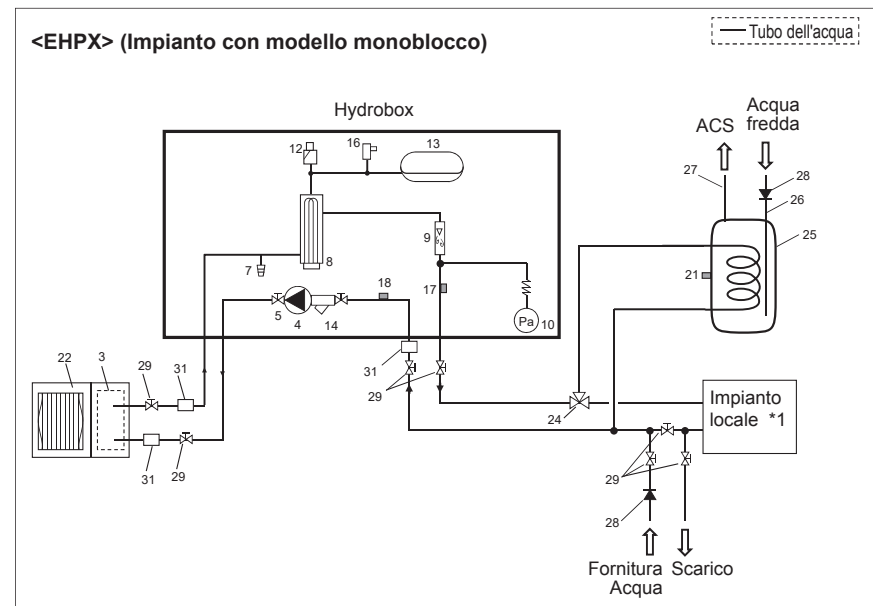 <EHPX> (Impianto con modello monoblocco)
Tubo dell'acqua
Hydrobox
ACS
Acqua
fredda
12
16
13
27
28
26
25
9
7
8
21
18
17
5
4
14
Pa
10
31
22
3
29
31
29
24
Impianto
locale *1
31
29
29
28
Fornitura
Acqua
Scarico